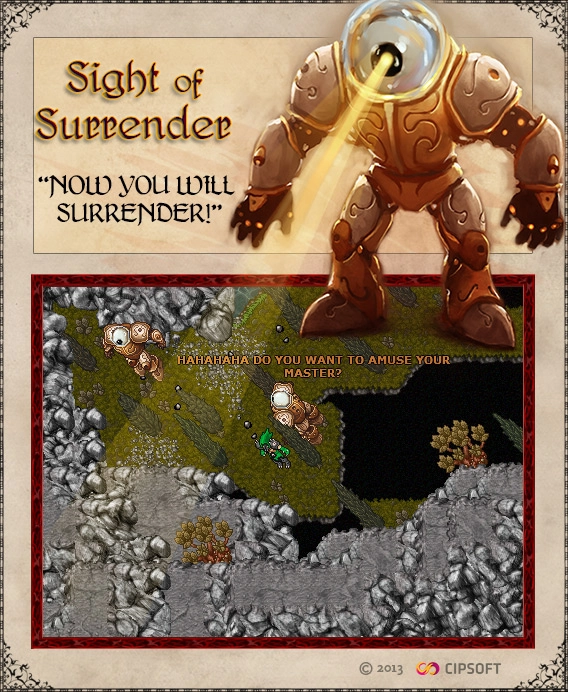 Sight of
Surrender
“NOW YOU WILL
SURRENDER!”
HAHAHAHA DO YOU WANT TO AMUSE YOUR
MASTER?
© 2013 CIPSOFT